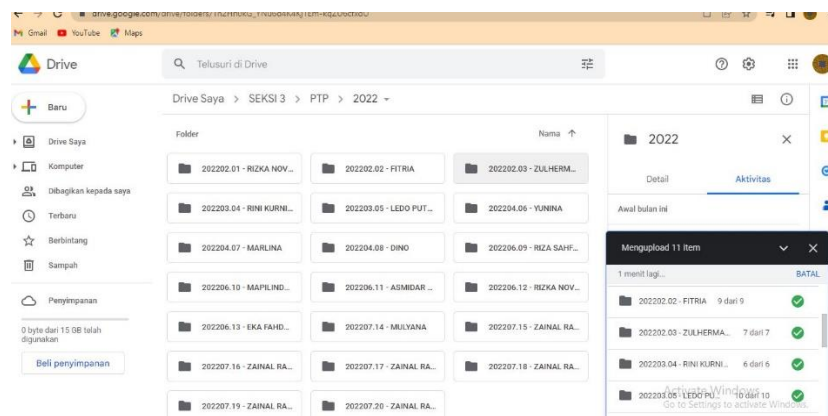 drive.google.com/drive/folders/
Gmail YouTube Maps
Drive
Telusuri di Drive
Baru
Drive Saya > SEKSI 3 > PTP > 2022
Folder
Nama
2022
Drive Saya
Komputer
Dibagikan kepada saya
Terbaru
Berbintang
Sampah
Penyimpanan
0 byte dari 15 GB telah
digunakan
Beli penyimpanan
202202.01 - RIZKA NOV...
202202.02 - FITRIA
202202.03 - ZULHERM...
202203.04 - RINI KURNI...
202203.05 - LEDO PUT...
202204.06 - YUNINA
202204.07 - MARLINA
202204.08 - DINO
202206.09 - RIZA SAHF...
202206.10 - MAPILIND...
202206.11 - ASMIDAR ...
202206.12 - RIZKA NOV...
202206.13 - EKA FAHD...
202207.14 - MULYANA
202207.15 - ZAINAL RA...
202207.16 - ZAINAL RA...
202207.17 - ZAINAL RA...
202207.18 - ZAINAL RA...
202207.19 - ZAINAL RA...
202207.20 - ZAINAL RA...
Detail
Aktivitas
Awal bulan ini
Mengupload 11 item
1 menit lagi...
BATAL
202202.02 - FITRIA 9 dari 9
202202.03 - ZULHERMA... 7 dari 7
202203.04 - RINI KURNI... 6 dari 6
202203.05 - LEDO PU... 10 dari 10
Activate Windows
Go to Settings to activate Windows.